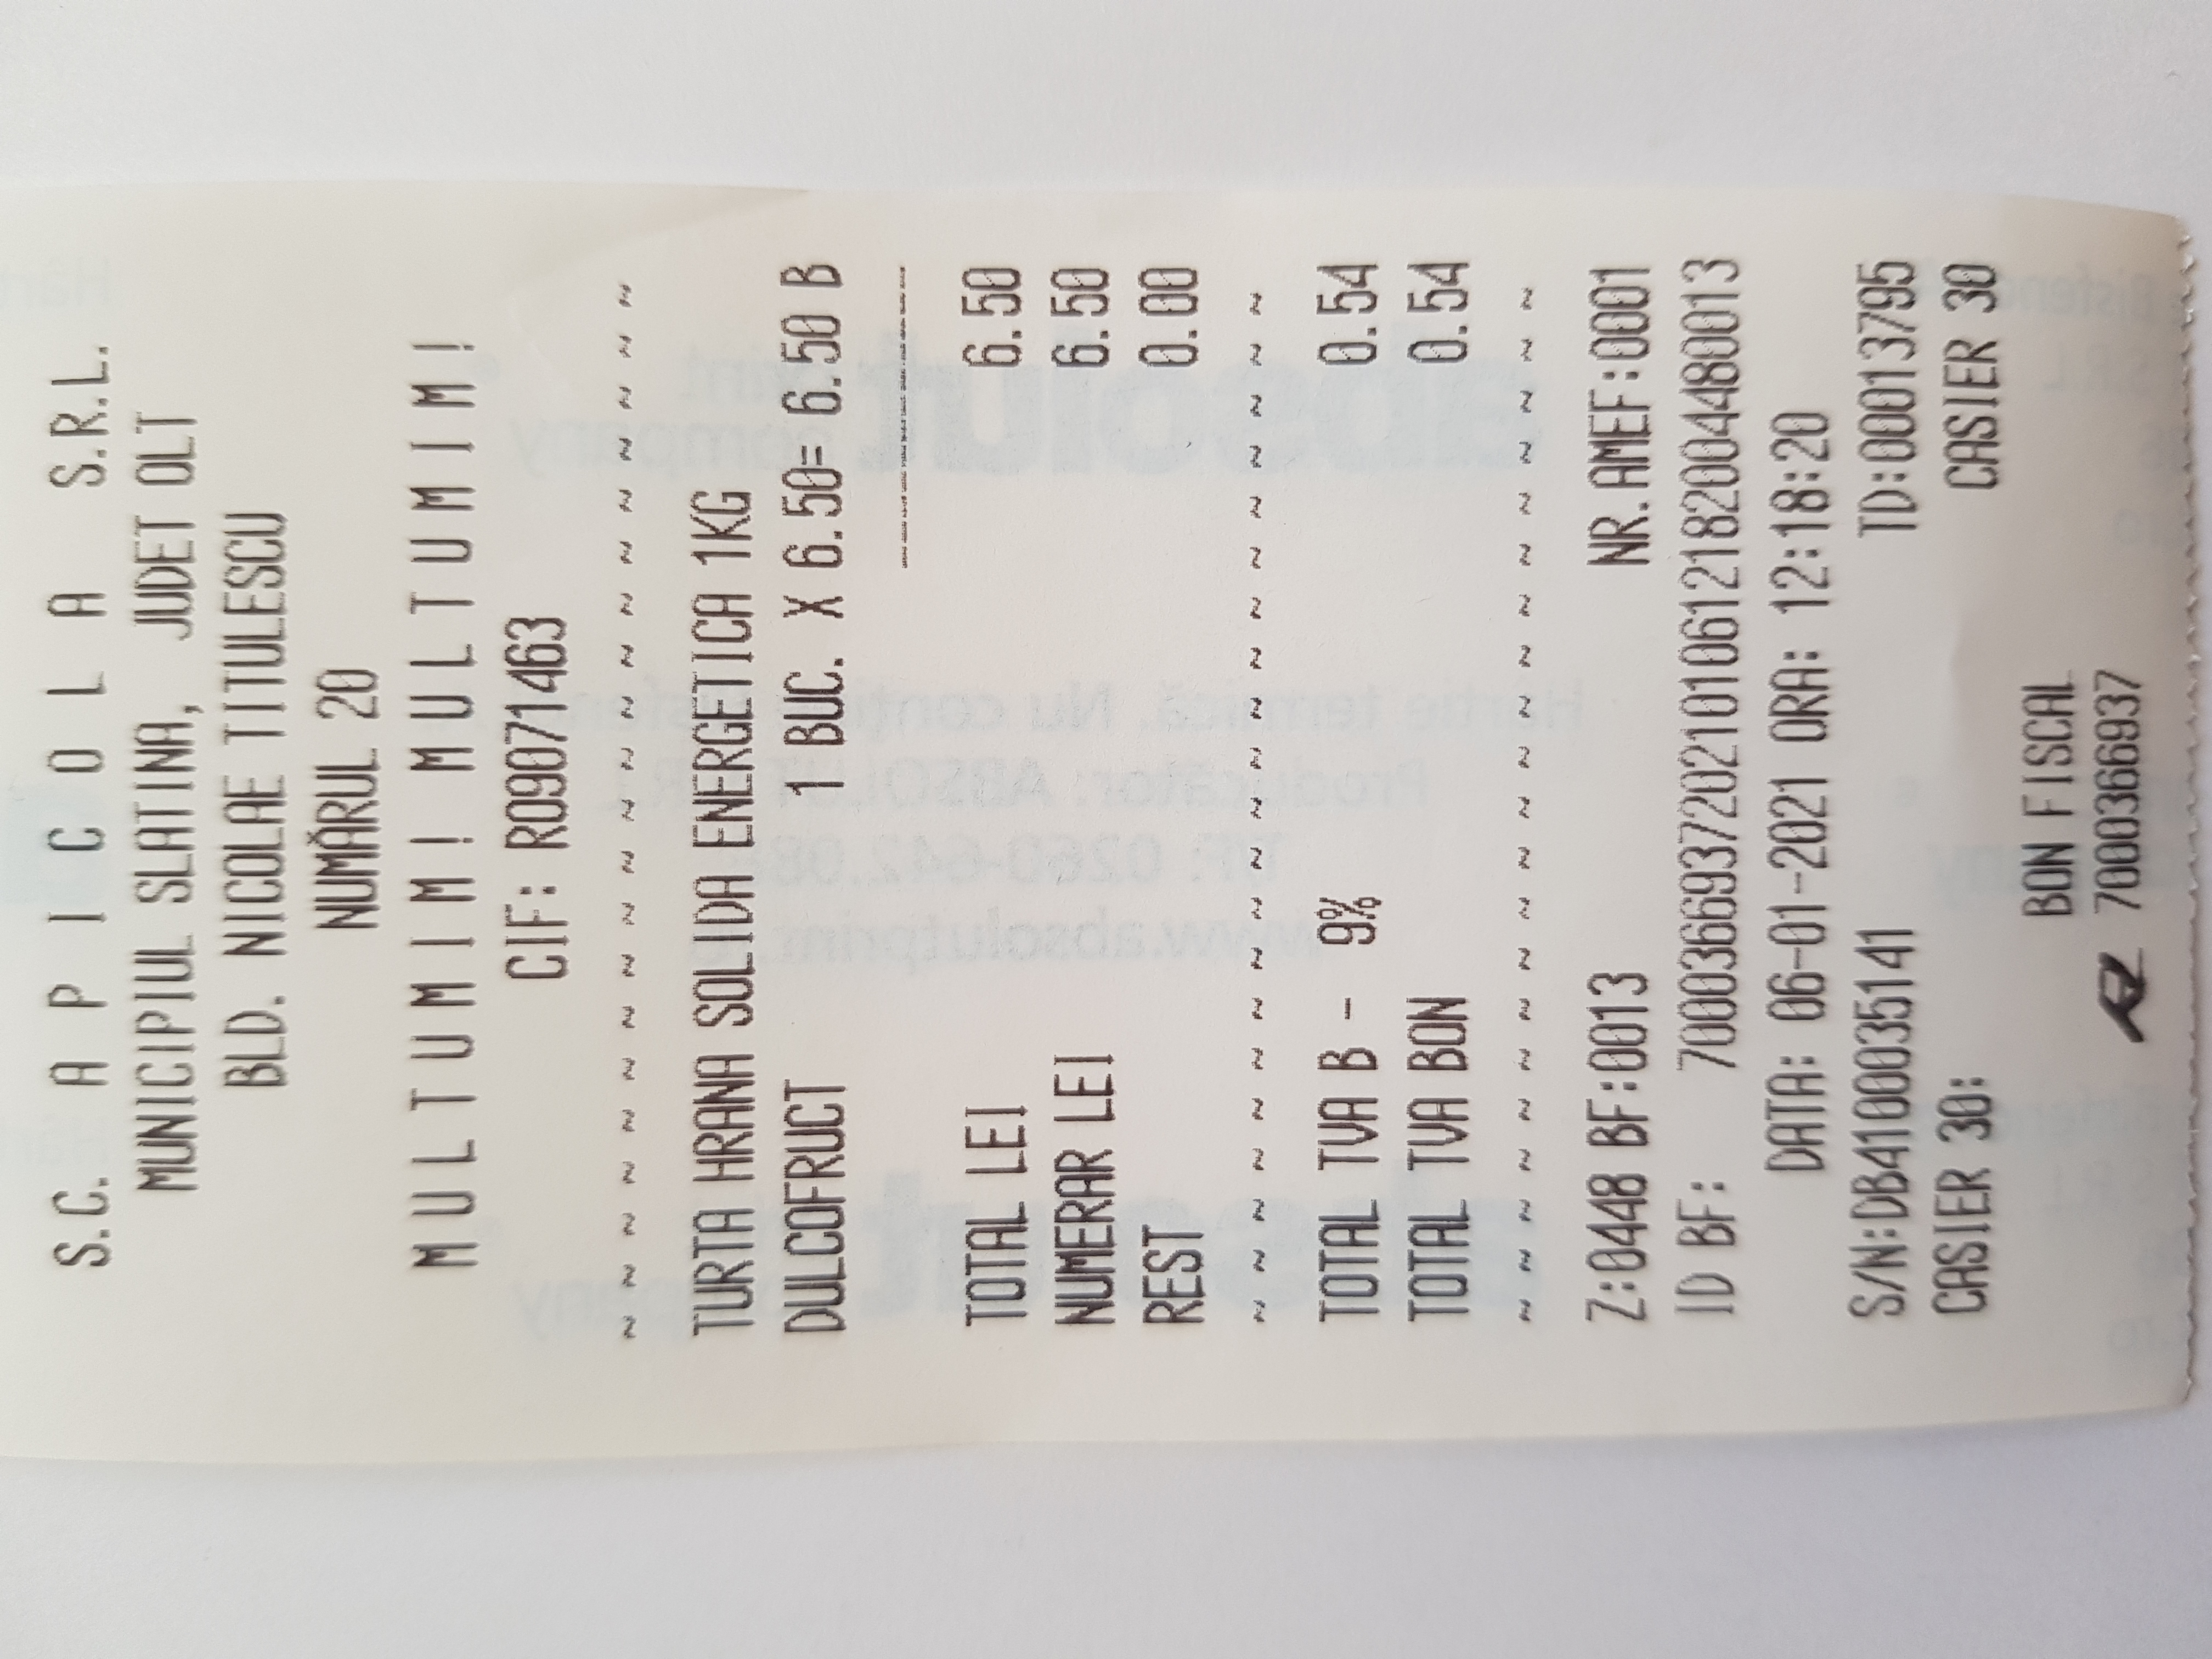 S.C. A P I C O L A S.R.L.
MUNICIPIUL SLATINA, JUDET OLT
BLD. NICOLAE TITULESCU
NUMĂRUL 20
M U L T U M I M ! M U L T U M I M !
CIF: RO9071463
~ ~ ~ ~ ~ ~ ~ ~ ~ ~ ~ ~ ~ ~ ~ ~ ~ ~ ~ ~ ~
TURTA HRANA SOLIDA ENERGETICA 1KG
DULCOFRUCT 1 BUC. X 6.50= 6.50 B
----------
TOTAL LEI 6.50
NUMERAR LEI 6.50
REST 0.00
~ ~ ~ ~ ~ ~ ~ ~ ~ ~ ~ ~ ~ ~ ~ ~ ~ ~ ~ ~ ~
TOTAL TVA B - 9% 0.54
TOTAL TVA BON 0.54
~ ~ ~ ~ ~ ~ ~ ~ ~ ~ ~ ~ ~ ~ ~ ~ ~ ~ ~ ~ ~
Z:0448 BF:0013 NR.AMEF:0001
ID BF: 70003669372021010612182004480013
DATA: 06-01-2021 ORA: 12:18:20
S/N:DB4100035141 TD:00013795
CASIER 30: CASIER 30
BON FISCAL
7000366937